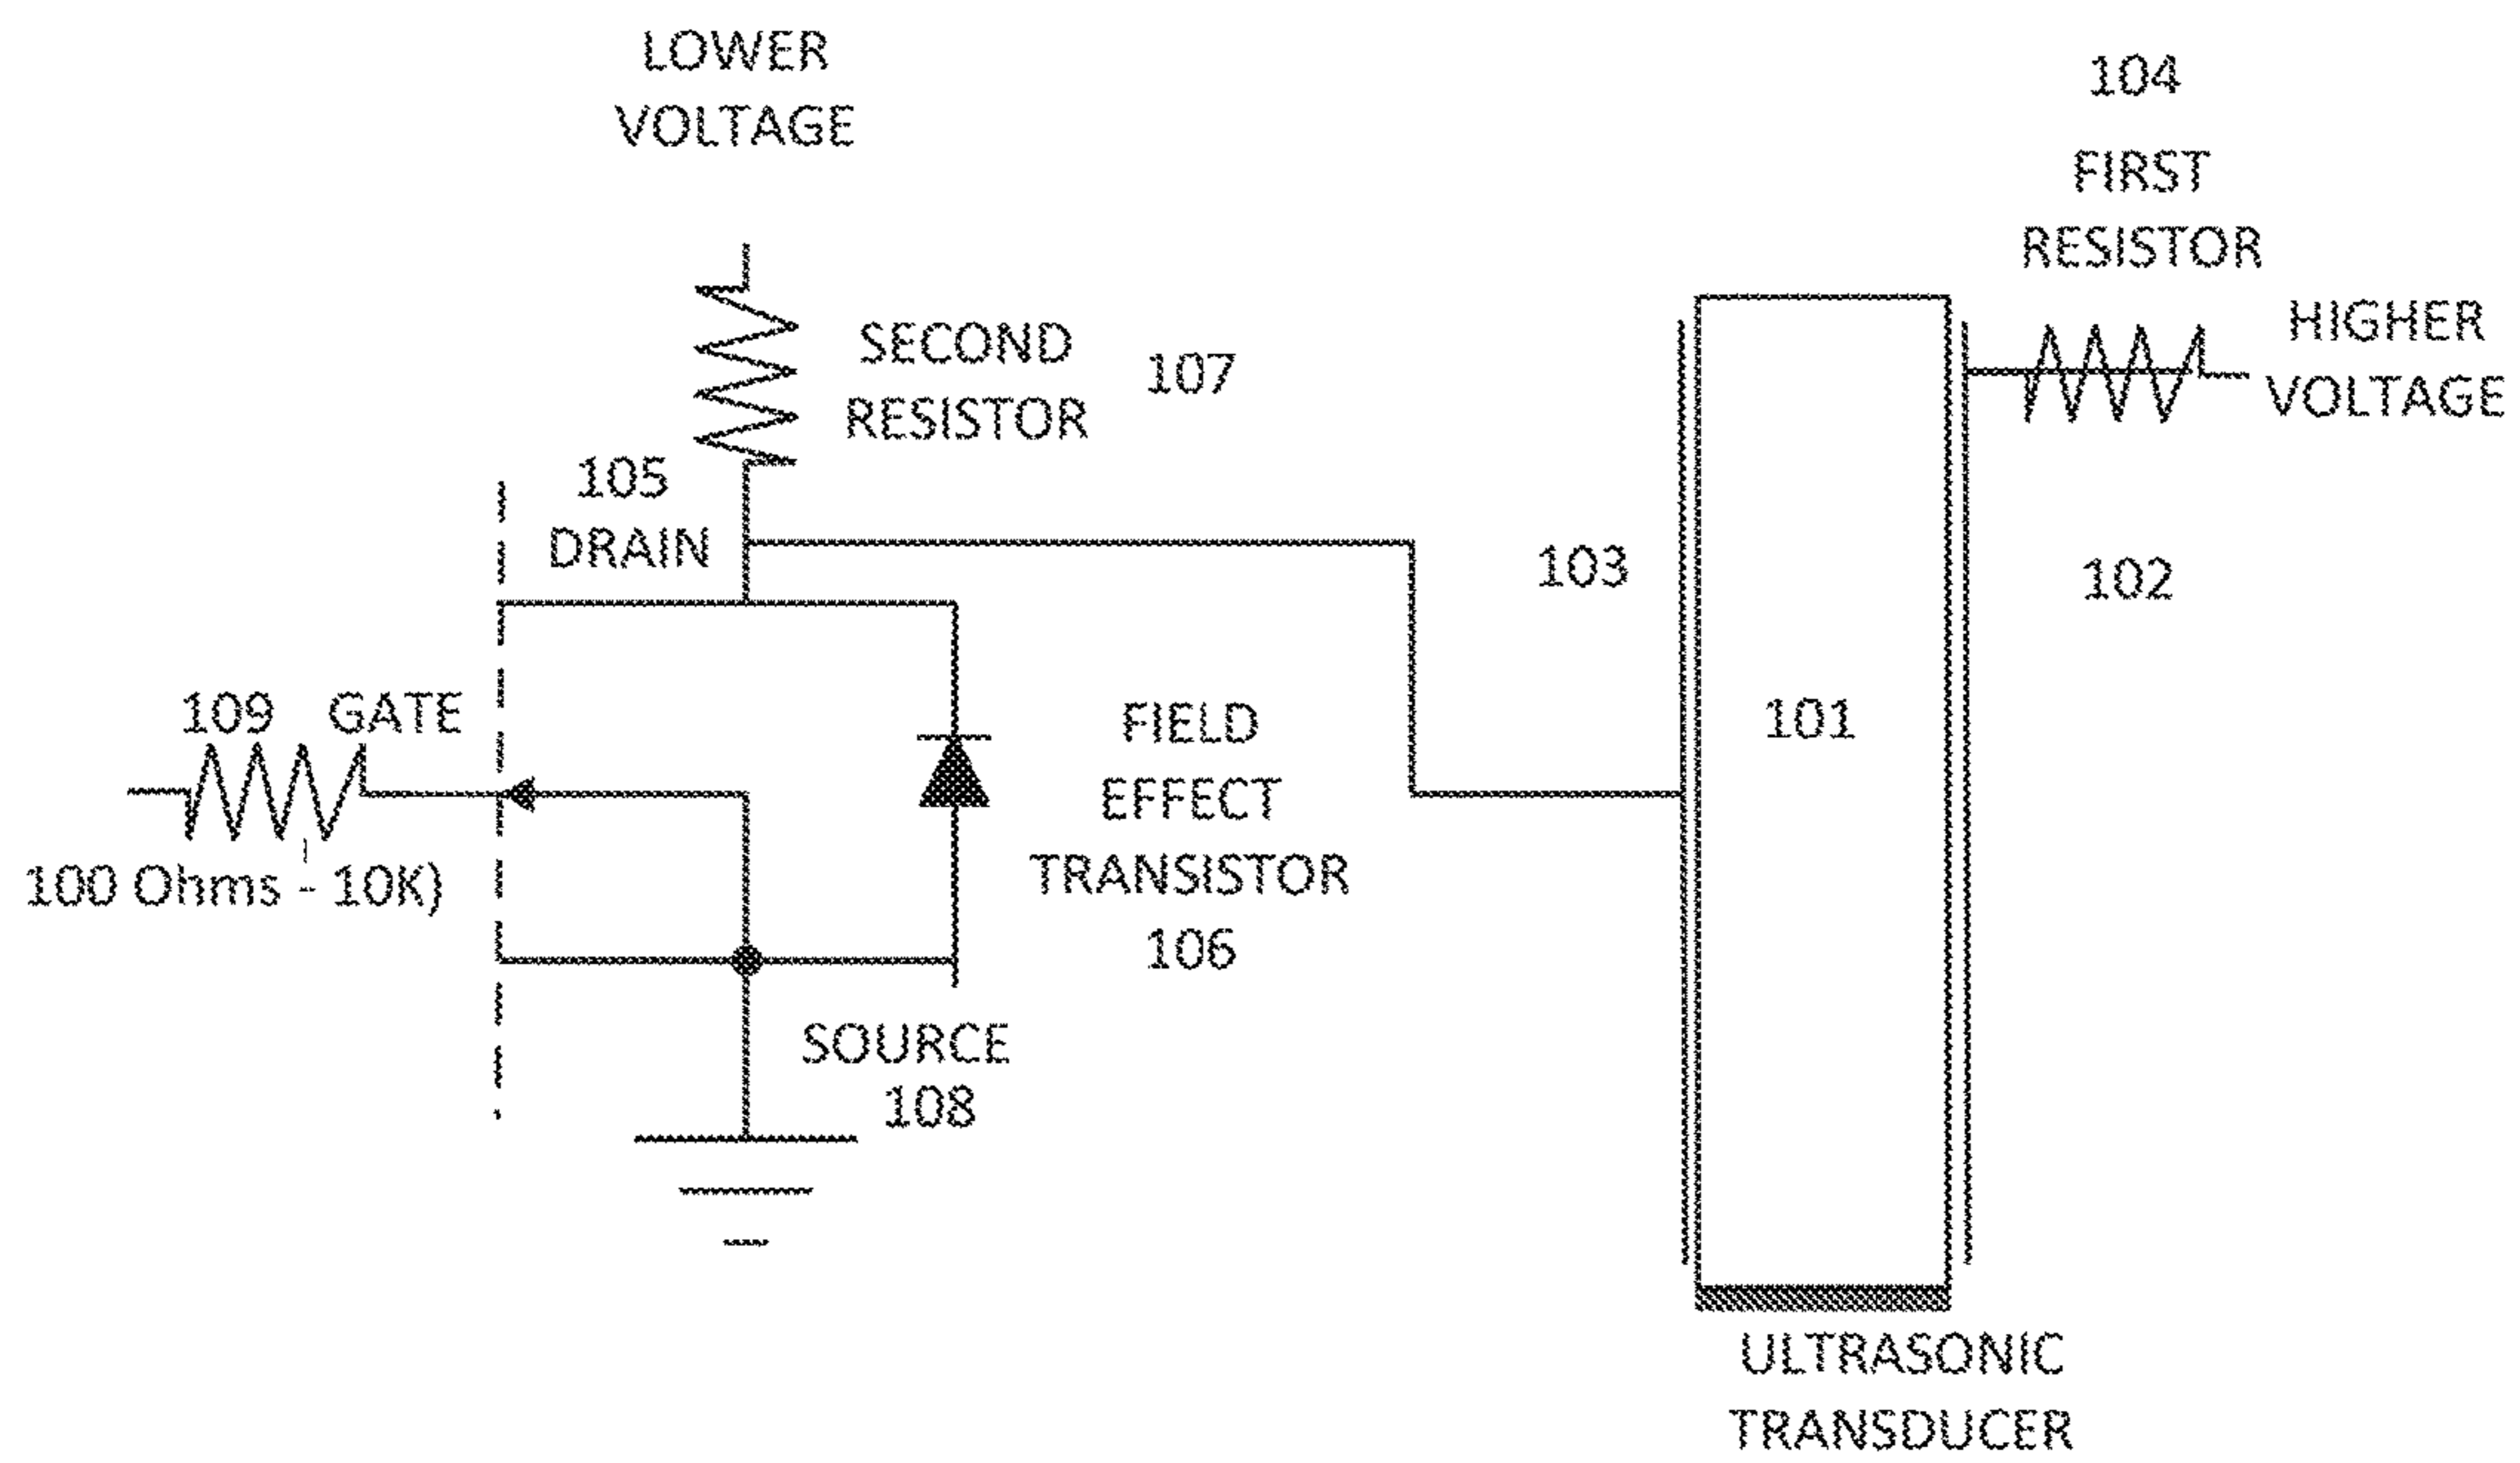 LOWER
VOLTAGE
104
FIRST
RESISTOR
HIGHER
VOLTAGE
SECOND
RESISTOR
107
105
DRAIN
103
102
109 GATE
101
FIELD
EFFECT
TRANSISTOR
106
100 Ohms - 10K)
SOURCE
108
ULTRASONIC
TRANSDUCER